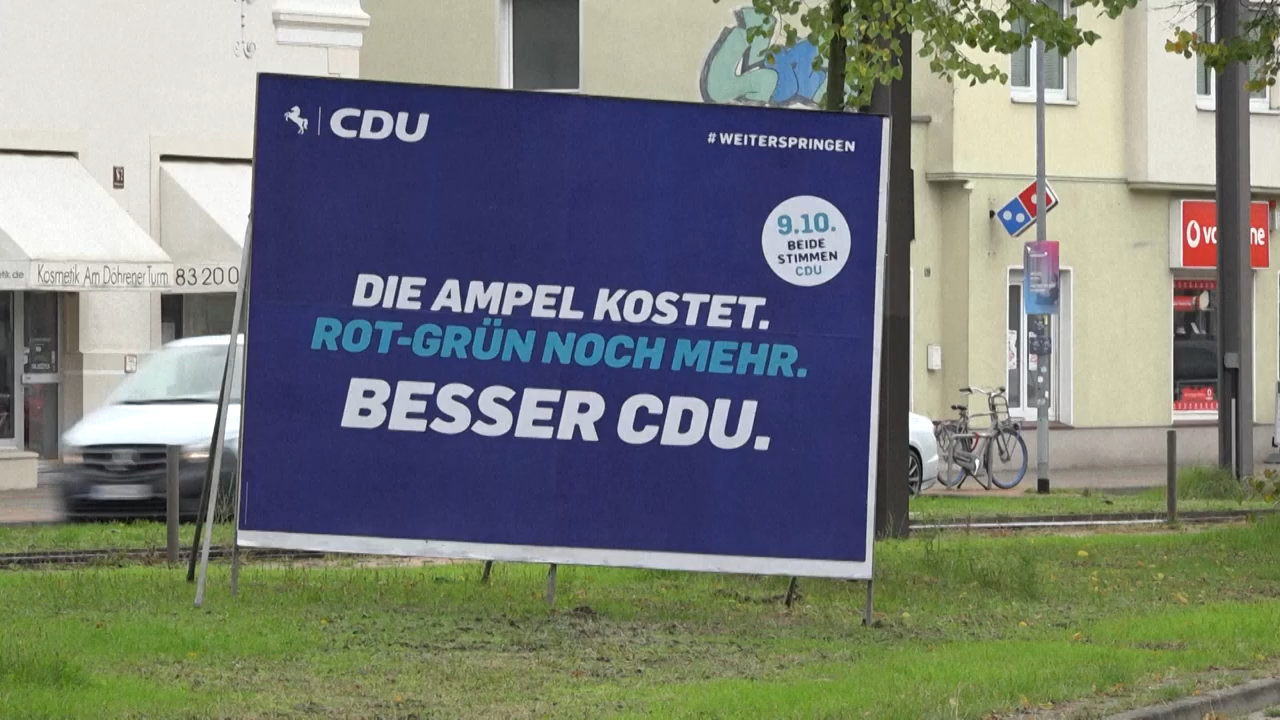 CDU
#WEITERSPRINGEN
9.10.
BEIDE
STIMMEN
CDU
DIE AMPEL KOSTET.
ROT-GRÜN NOCH MEHR.
BESSER CDU.
Kosmetik Am Döhrener Turm 83 20 0